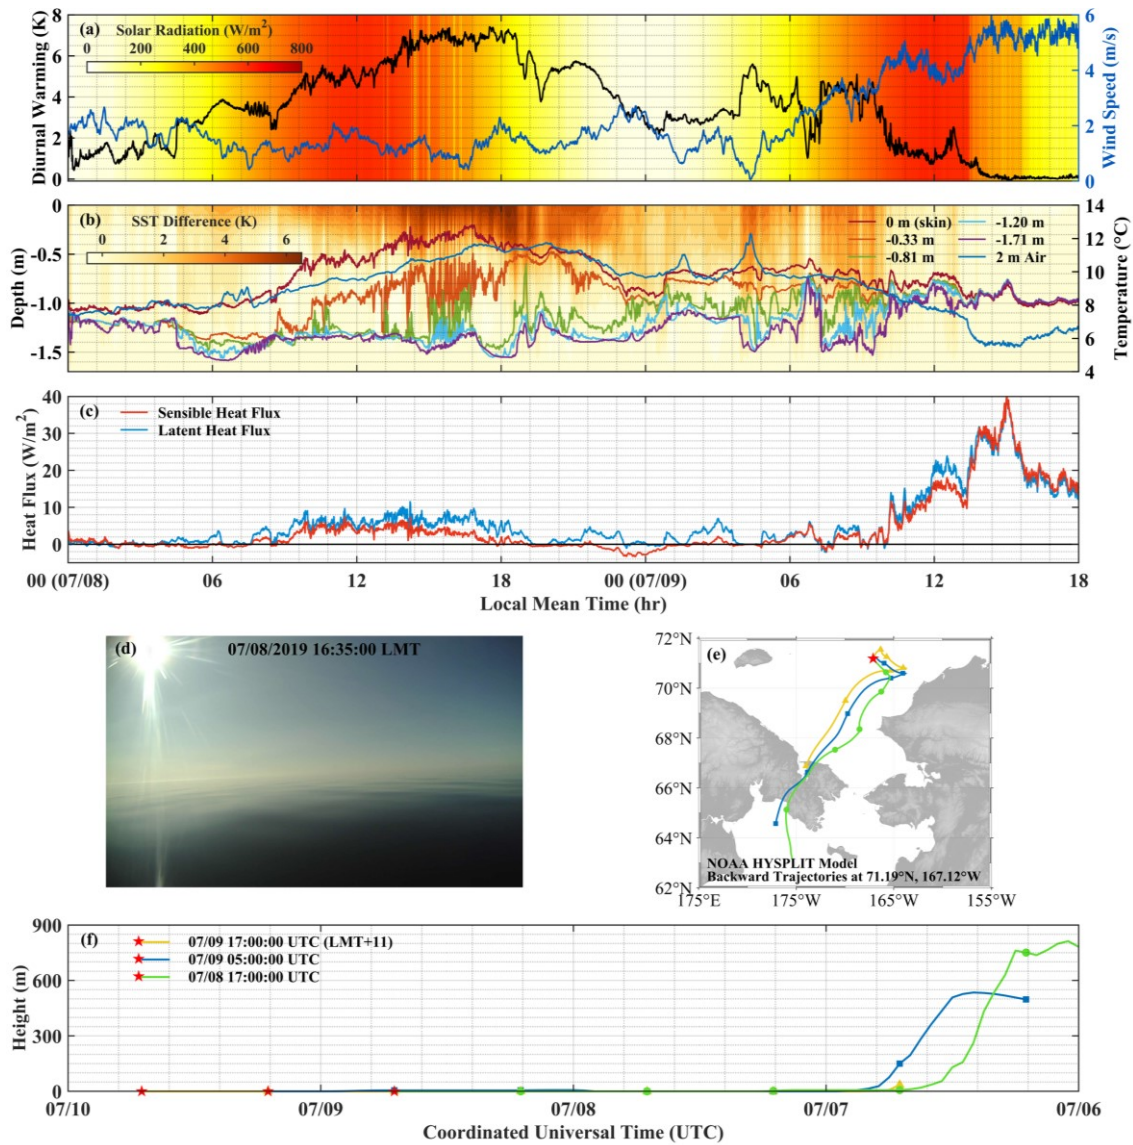 (a) Solar Radiation (W/m²)
0 200 400 600 800
Diurnal Warming (K)
8
6
4
2
0
Wind Speed (m/s)
6
4
2
0
(b) SST Difference (K)
0 2 4 6
0 m (skin)
-0.33 m
-0.81 m
-1.20 m
-1.71 m
2 m Air
Depth (m)
0
-0.5
-1.0
-1.5
Temperature (°C)
14
12
10
8
6
4
(c)
Sensible Heat Flux
Latent Heat Flux
Heat Flux (W/m²)
40
30
20
10
0
00 (07/08) 06 12 18 00 (07/09) 06 12 18
Local Mean Time (hr)
(d) 07/08/2019 16:35:00 LMT
(e)
72°N
70°N
68°N
66°N
64°N
62°N
NOAA HYSPLIT Model
Backward Trajectories at 71.19°N, 167.12°W
175°E 175°W 165°W 155°W
(f)
07/09 17:00:00 UTC (LMT+11)
07/09 05:00:00 UTC
07/08 17:00:00 UTC
Height (m)
900
600
300
0
07/10 07/09 07/08 07/07 07/06
Coordinated Universal Time (UTC)